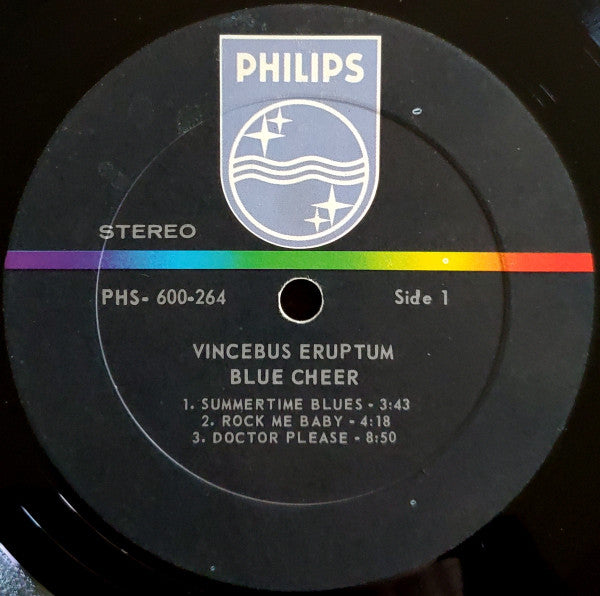 PHILIPS
STEREO
PHS- 600-264 Side 1
VINCEBUS ERUPTUM
BLUE CHEER
1. SUMMERTIME BLUES - 3:43
2. ROCK ME BABY - 4:18
3. DOCTOR PLEASE - 8:50